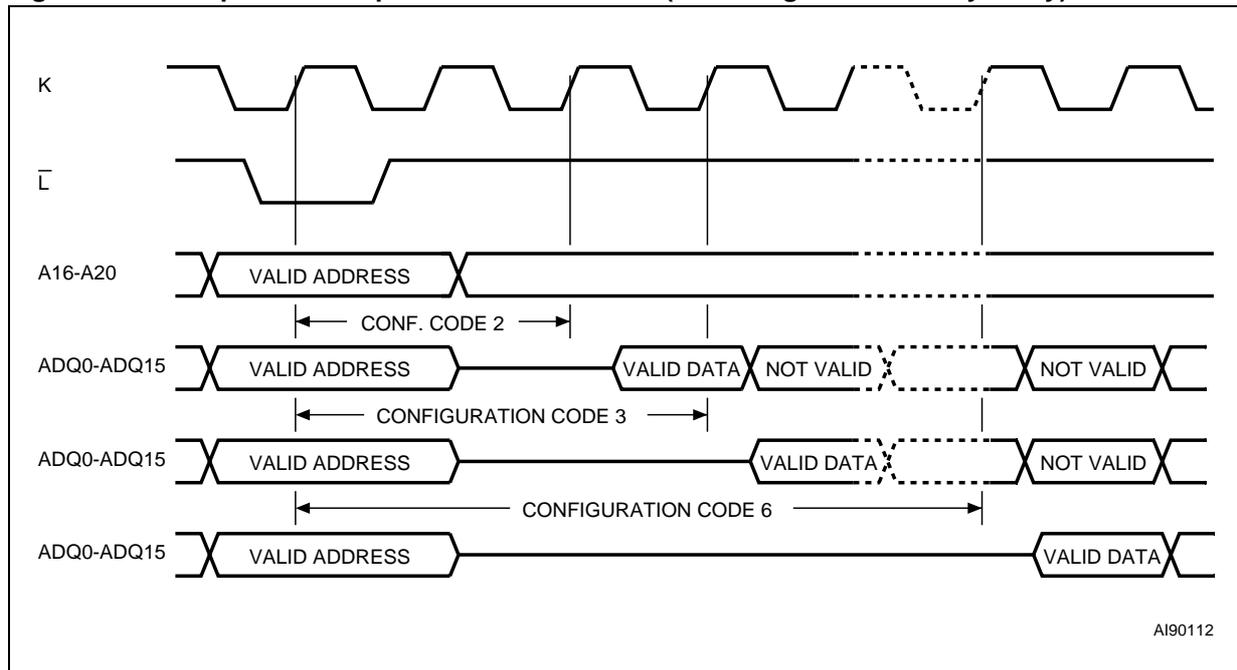 K
L
A16-A20
VALID ADDRESS
CONF. CODE 2
ADQ0-ADQ15
VALID ADDRESS
VALID DATA
NOT VALID
NOT VALID
CONFIGURATION CODE 3
ADQ0-ADQ15
VALID ADDRESS
VALID DATA
NOT VALID
CONFIGURATION CODE 6
ADQ0-ADQ15
VALID ADDRESS
VALID DATA
AI90112